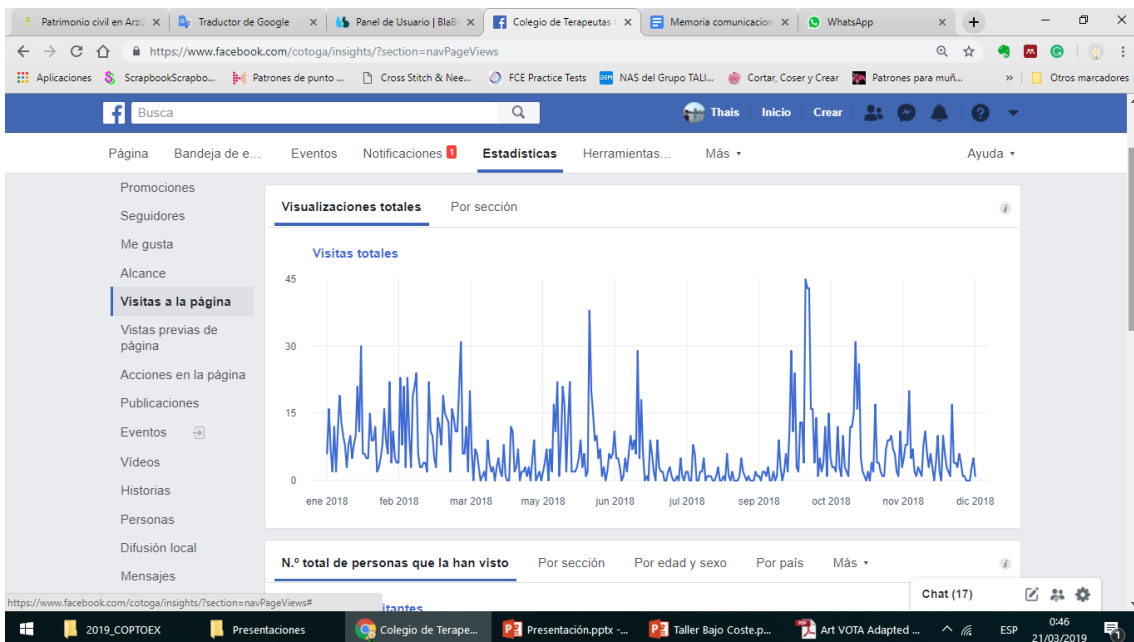 Patrimonio civil en Arzú
Traductor de Google
Panel de Usuario | BlaBl
Colegio de Terapeutas
Memoria comunicacion
WhatsApp
https://www.facebook.com/cotoga/insights/?section=navPageViews
Aplicaciones
ScrapbookScrapbo...
Patrones de punto ...
Cross Stitch & Nee...
FCE Practice Tests
NAS del Grupo TALI...
Cortar, Coser y Crear
Patrones para muñ...
»
Otros marcadores
Busca
Thais
Inicio
Crear
Página
Bandeja de e...
Eventos
Notificaciones 1
Estadísticas
Herramientas...
Más
Ayuda
Promociones
Seguidores
Me gusta
Alcance
Visitas a la página
Vistas previas de
página
Acciones en la página
Publicaciones
Eventos
Vídeos
Historias
Personas
Difusión local
Mensajes
Visualizaciones totales
Por sección
Visitas totales
45
30
15
0
ene 2018
feb 2018
mar 2018
may 2018
jun 2018
jul 2018
sep 2018
oct 2018
nov 2018
dic 2018
N.º total de personas que la han visto
Por sección
Por edad y sexo
Por país
Más
Chat (17)
https://www.facebook.com/cotoga/insights/?section=navPageViews#
2019_COPTOEX
Presentaciones
Colegio de Terape...
Presentación.pptx -...
Taller Bajo Coste.p...
Art VOTA Adapted ...
ESP
0:46
21/03/2019